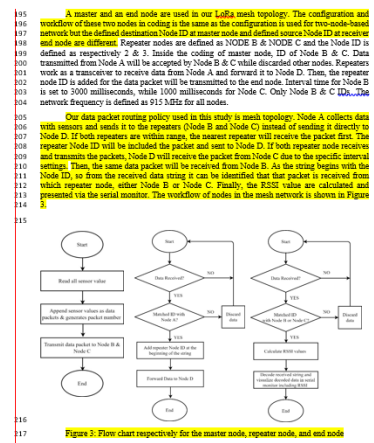 195 A master and an end node are used in our LoRa mesh topology. The configuration and
196 workflow of these two nodes in coding is the same as the configuration is used for two-node-based
197 network but the defined destination Node ID at master node and defined source Node ID at receiver
198 end node are different. Repeater nodes are defined as NODE B & NODE C and the Node ID is
199 defined as respectively 2 & 3. Inside the coding of master node, ID of Node B & C. Data
200 transmitted from Node A will be accepted by Node B & C while discarded other nodes. Repeaters
201 work as a transceiver to receive data from Node A and forward it to Node D. Then, the repeater
202 node ID is added for the data packet will be transmitted to the end node. Interval time for Node B
203 is set to 3000 milliseconds, while 1000 milliseconds for Node C. Only Node B & C IDs. The
204 network frequency is defined as 915 MHz for all nodes.
205 Our data packet routing policy used in this study is mesh topology. Node A collects data
206 with sensors and sends it to the repeaters (Node B and Node C) instead of sending it directly to
207 Node D. If both repeaters are within range, the nearest repeater will receive the packet first. The
208 repeater Node ID will be included the packet and sent to Node D. If both repeater node receives
209 and transmits the packets, Node D will receive the packet from Node C due to the specific interval
210 settings. Then, the same data packet will be received from Node B. As the string begins with the
211 Node ID, so from the received data string it can be identified that that packet is received from
212 which repeater node, either Node B or Node C. Finally, the RSSI value are calculated and
213 presented via the serial monitor. The workflow of nodes in the mesh network is shown in Figure
214 3.
215
Start
Read all sensor value
Append sensor values as data
packets & generates packet number
Transmit data packet to Node B &
Node C
End
Start
Data Received?
NO
YES
Matched ID with
Node A?
NO
Discard
data
YES
Add repeater Node ID at the
beginning of the string
Forward Data to Node D
End
Start
Data Received?
NO
YES
Matched ID
with Node B or Node C?
NO
Discard
data
YES
Calculate RSSI values
Decode received string and
visualize decoded data in serial
monitor including RSSI
End
216
217 Figure 3: Flow chart respectively for the master node, repeater node, and end node